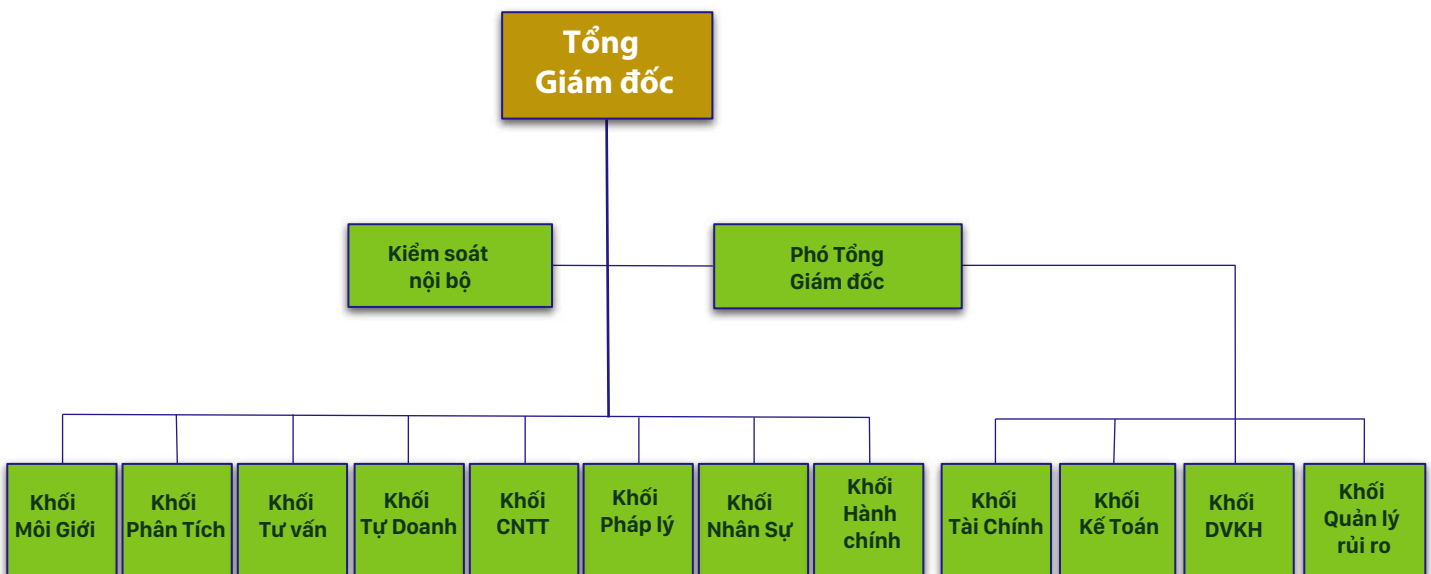 Tổng
Giám đốc
Kiểm soát
nội bộ
Phó Tổng
Giám đốc
Khối
Môi Giới
Khối
Phân Tích
Khối
Tư vấn
Khối
Tự Doanh
Khối
CNTT
Khối
Pháp lý
Khối
Nhân Sự
Khối
Hành
chính
Khối
Tài Chính
Khối
Kế Toán
Khối
DVKH
Khối
Quản lý
rủi ro